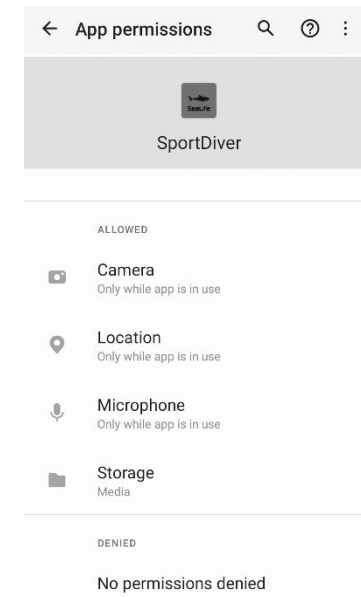 App permissions
SeaLife
SportDiver
ALLOWED
Camera
Only while app is in use
Location
Only while app is in use
Microphone
Only while app is in use
Storage
Media
DENIED
No permissions denied